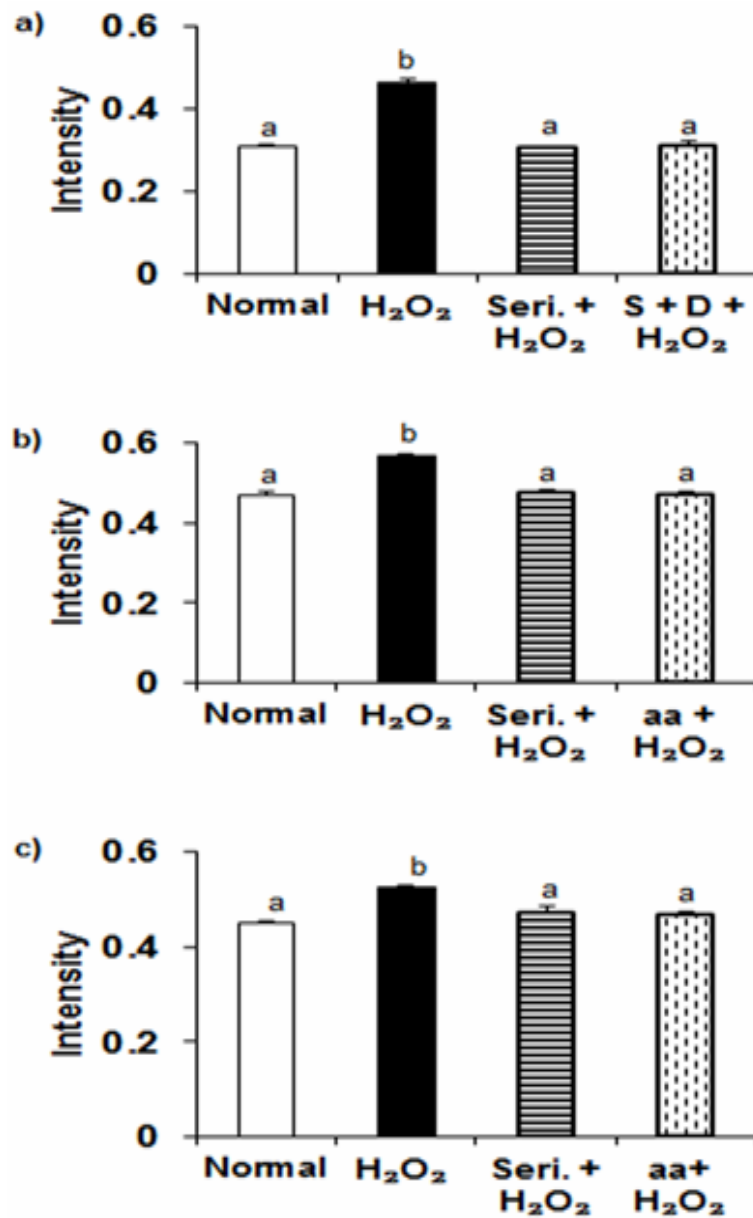 a)
0.6
b
0.4
a
a
a
Intensity
0.2
0
Normal
H₂O₂
Seri. +
H₂O₂
S + D +
H₂O₂
b)
0.6
b
a
a
a
0.4
Intensity
0.2
0
Normal
H₂O₂
Seri. +
H₂O₂
aa +
H₂O₂
c)
0.6
b
a
a
a
0.4
Intensity
0.2
0
Normal
H₂O₂
Seri. +
H₂O₂
aa+
H₂O₂